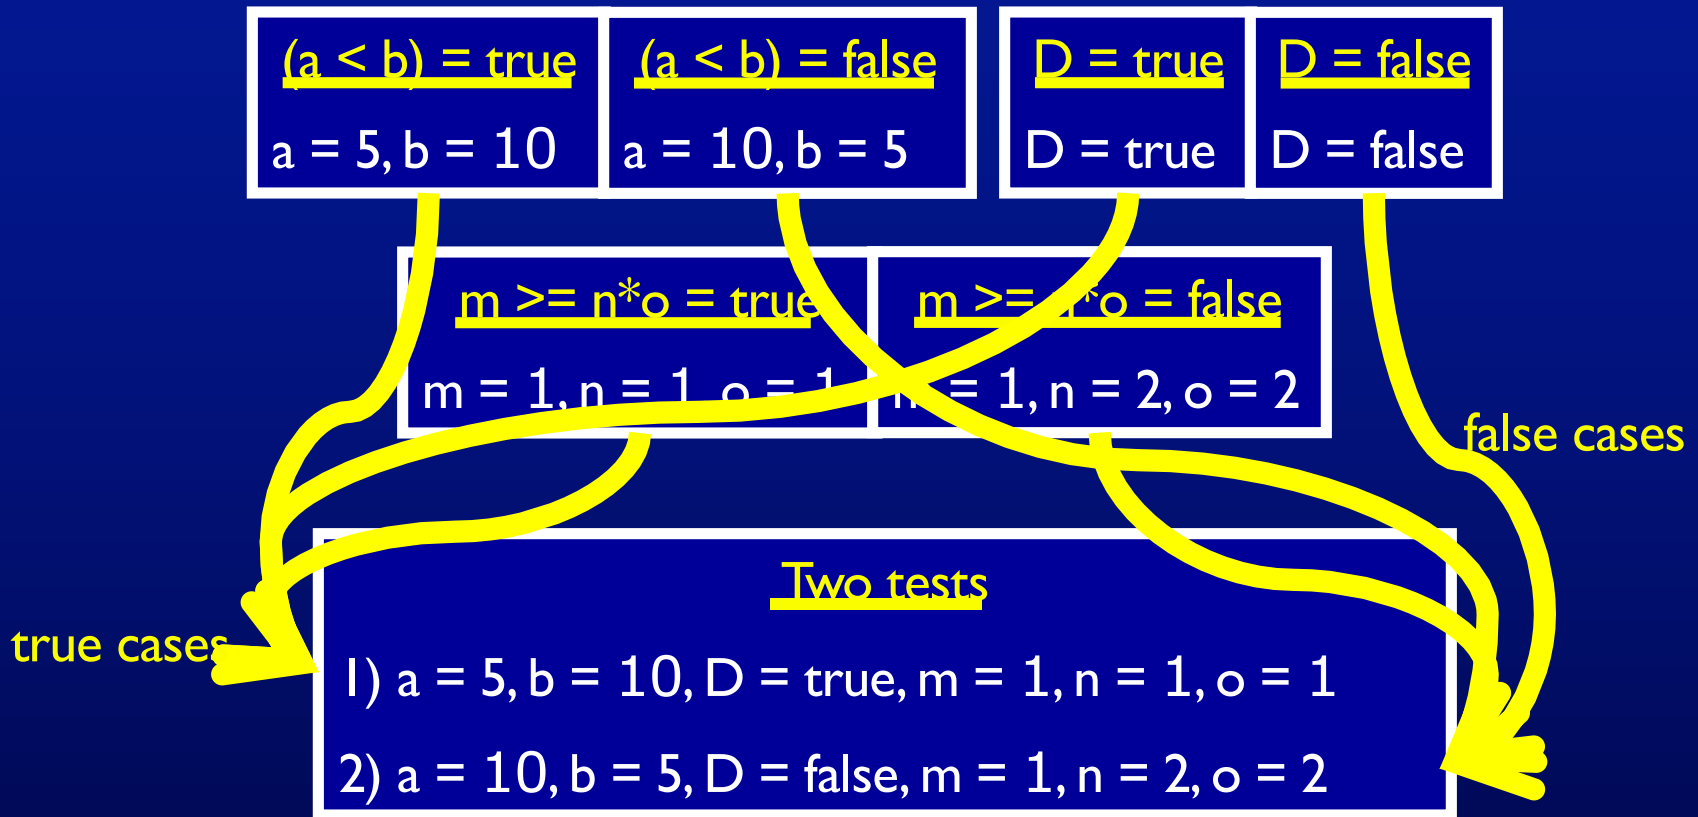 (a < b) = true (a < b) = false D = true D = false
a = 5, b = 10 a = 10, b = 5 D = true D = false
m >= n*o = true m >= n*o = false
m = 1, n = 1, o = 1 m = 1, n = 2, o = 2
false cases
Two tests
true cases
1) a = 5, b = 10, D = true, m = 1, n = 1, o = 1
2) a = 10, b = 5, D = false, m = 1, n = 2, o = 2